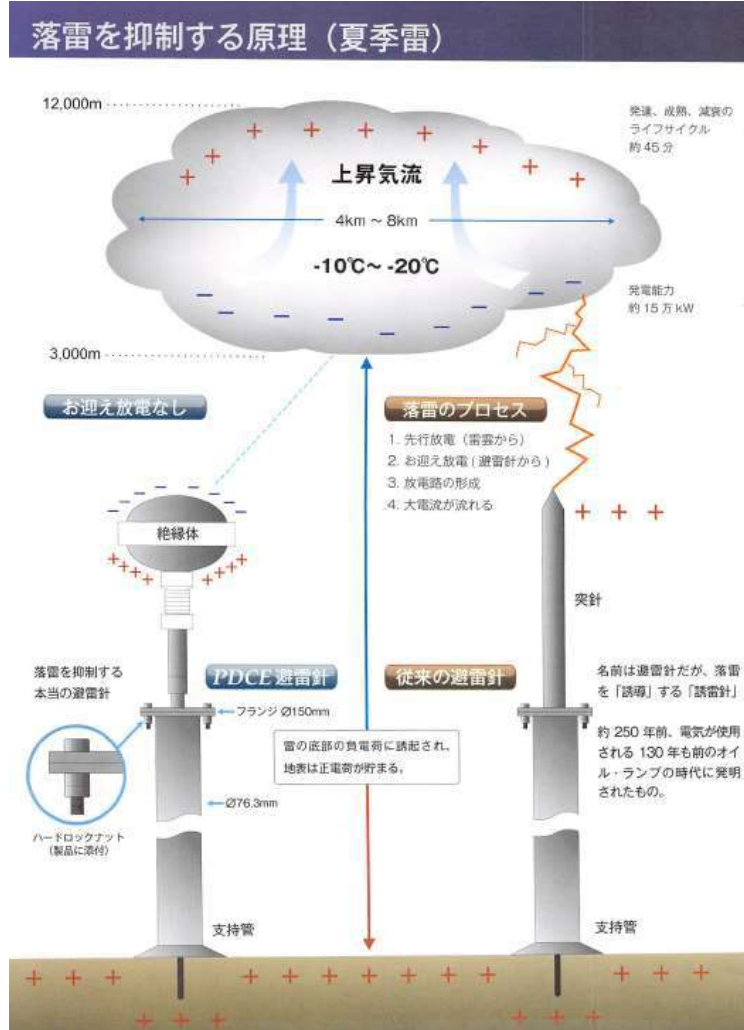 落雷を抑制する原理（夏季雷）
12,000m
発達、成熟、減衰の
ライフサイクル
約45分
上昇気流
4km ～ 8km
-10℃～ -20℃
発電能力
約15万kW
3,000m
お迎え放電なし
落雷のプロセス
1. 先行放電（雷雲から）
2. お迎え放電(避雷針から)
3. 放電路の形成
4. 大電流が流れる
絶縁体
突針
落雷を抑制する
本当の避雷針
PDCE 避雷針
従来の避雷針
名前は避雷針だが、落雷
を「誘導」する「誘雷針」
フランジ Ø150mm
約 250 年前、電気が使用
される 130 年も前のオイ
ル・ランプの時代に発明
されたもの。
雷の底部の負電荷に誘起され、
地表は正電荷が貯まる。
Ø76.3mm
ハードロックナット
（製品に添付）
支持管
支持管